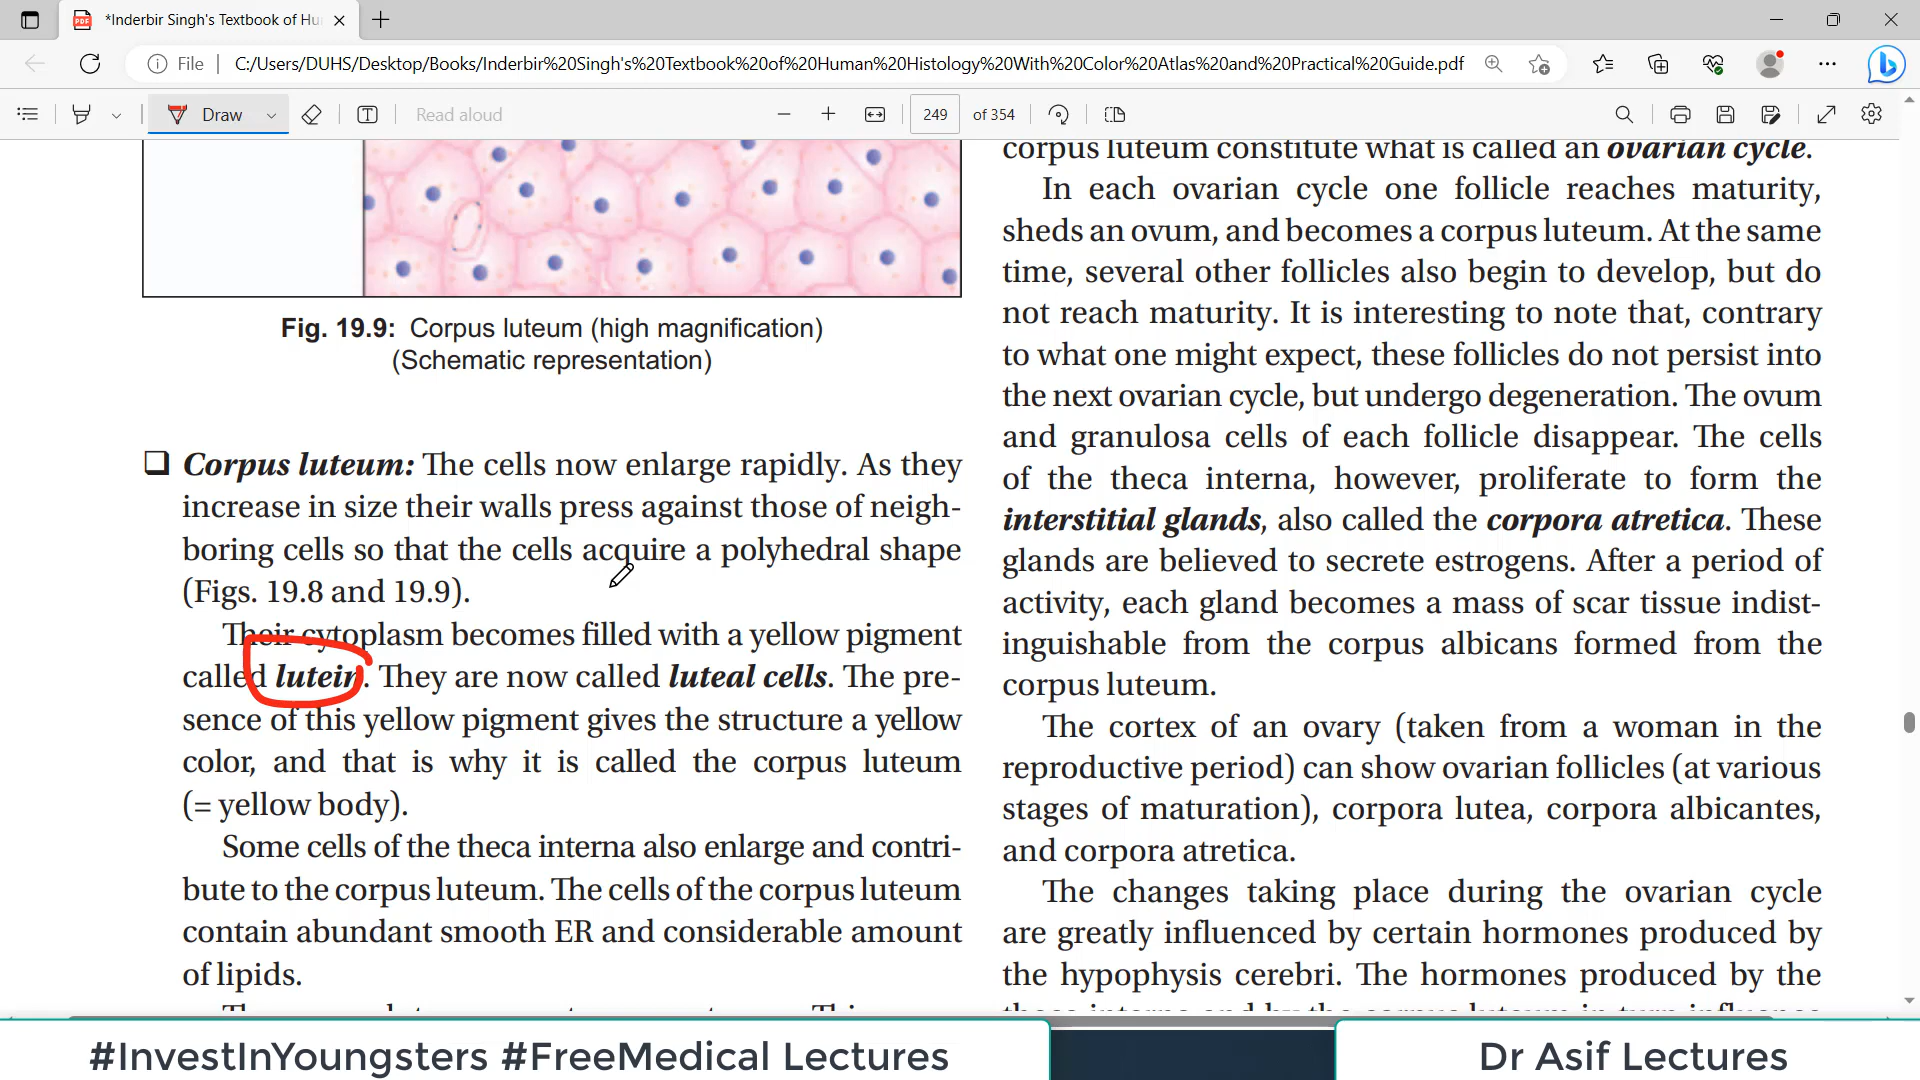 *Inderbir Singh's Textbook of Hu
File
C:/Users/DUHS/Desktop/Books/Inderbir%20Singh's%20Textbook%20of%20Human%20Histology%20With%20Color%20Atlas%20and%20Practical%20Guide.pdf
Draw
Read aloud
249 of 354
Fig. 19.9: Corpus luteum (high magnification)
(Schematic representation)
Corpus luteum: The cells now enlarge rapidly. As they
increase in size their walls press against those of neigh-
boring cells so that the cells acquire a polyhedral shape
(Figs. 19.8 and 19.9).
Their cytoplasm becomes filled with a yellow pigment
called lutein. They are now called luteal cells. The pre-
sence of this yellow pigment gives the structure a yellow
color, and that is why it is called the corpus luteum
(= yellow body).
Some cells of the theca interna also enlarge and contri-
bute to the corpus luteum. The cells of the corpus luteum
contain abundant smooth ER and considerable amount
of lipids.
corpus luteum constitute what is called an ovarian cycle.
In each ovarian cycle one follicle reaches maturity,
sheds an ovum, and becomes a corpus luteum. At the same
time, several other follicles also begin to develop, but do
not reach maturity. It is interesting to note that, contrary
to what one might expect, these follicles do not persist into
the next ovarian cycle, but undergo degeneration. The ovum
and granulosa cells of each follicle disappear. The cells
of the theca interna, however, proliferate to form the
interstitial glands, also called the corpora atretica. These
glands are believed to secrete estrogens. After a period of
activity, each gland becomes a mass of scar tissue indist-
inguishable from the corpus albicans formed from the
corpus luteum.
The cortex of an ovary (taken from a woman in the
reproductive period) can show ovarian follicles (at various
stages of maturation), corpora lutea, corpora albicantes,
and corpora atretica.
The changes taking place during the ovarian cycle
are greatly influenced by certain hormones produced by
the hypophysis cerebri. The hormones produced by the
#InvestInYoungsters #FreeMedical Lectures
Dr Asif Lectures